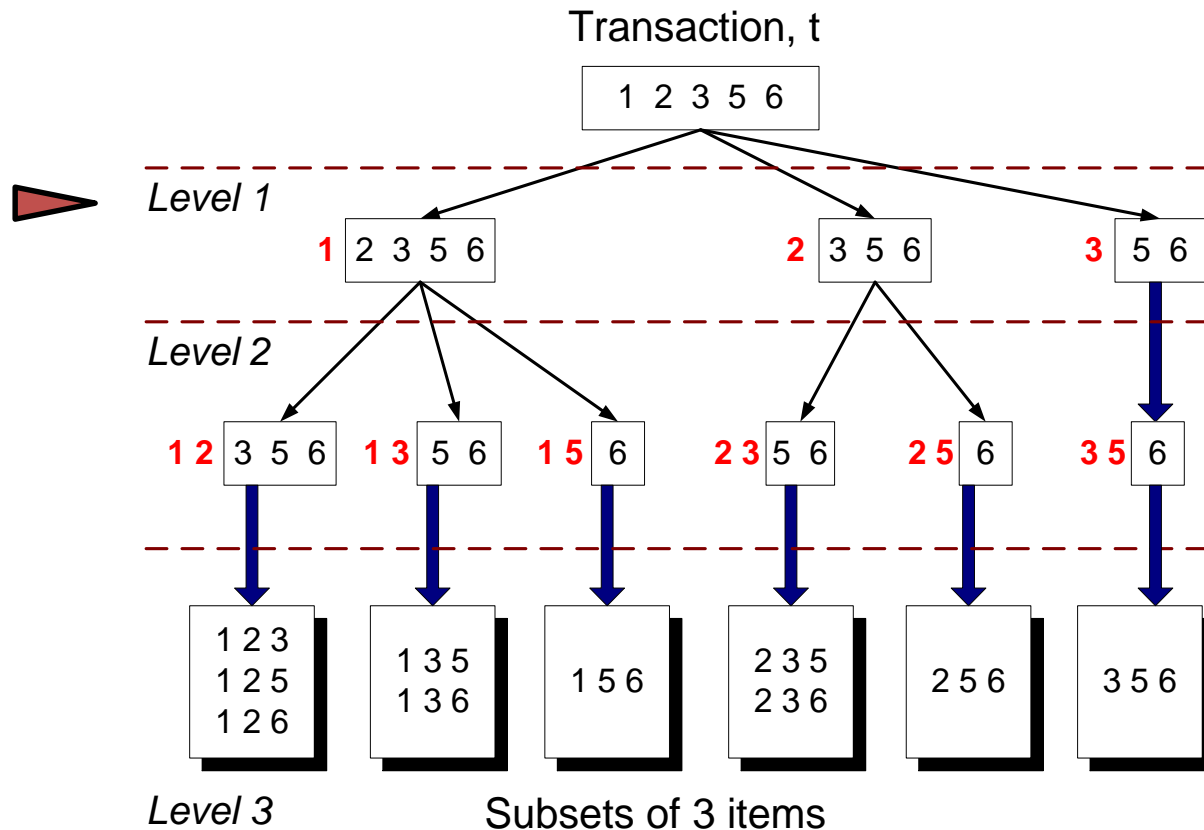 Transaction, t
1 2 3 5 6
Level 1
1 2 3 5 6
2 3 5 6
3 5 6
Level 2
1 2 3 5 6
1 3 5 6
1 5 6
2 3 5 6
2 5 6
3 5 6
1 2 3
1 2 5
1 2 6
1 3 5
1 3 6
1 5 6
2 3 5
2 3 6
2 5 6
3 5 6
Level 3
Subsets of 3 items